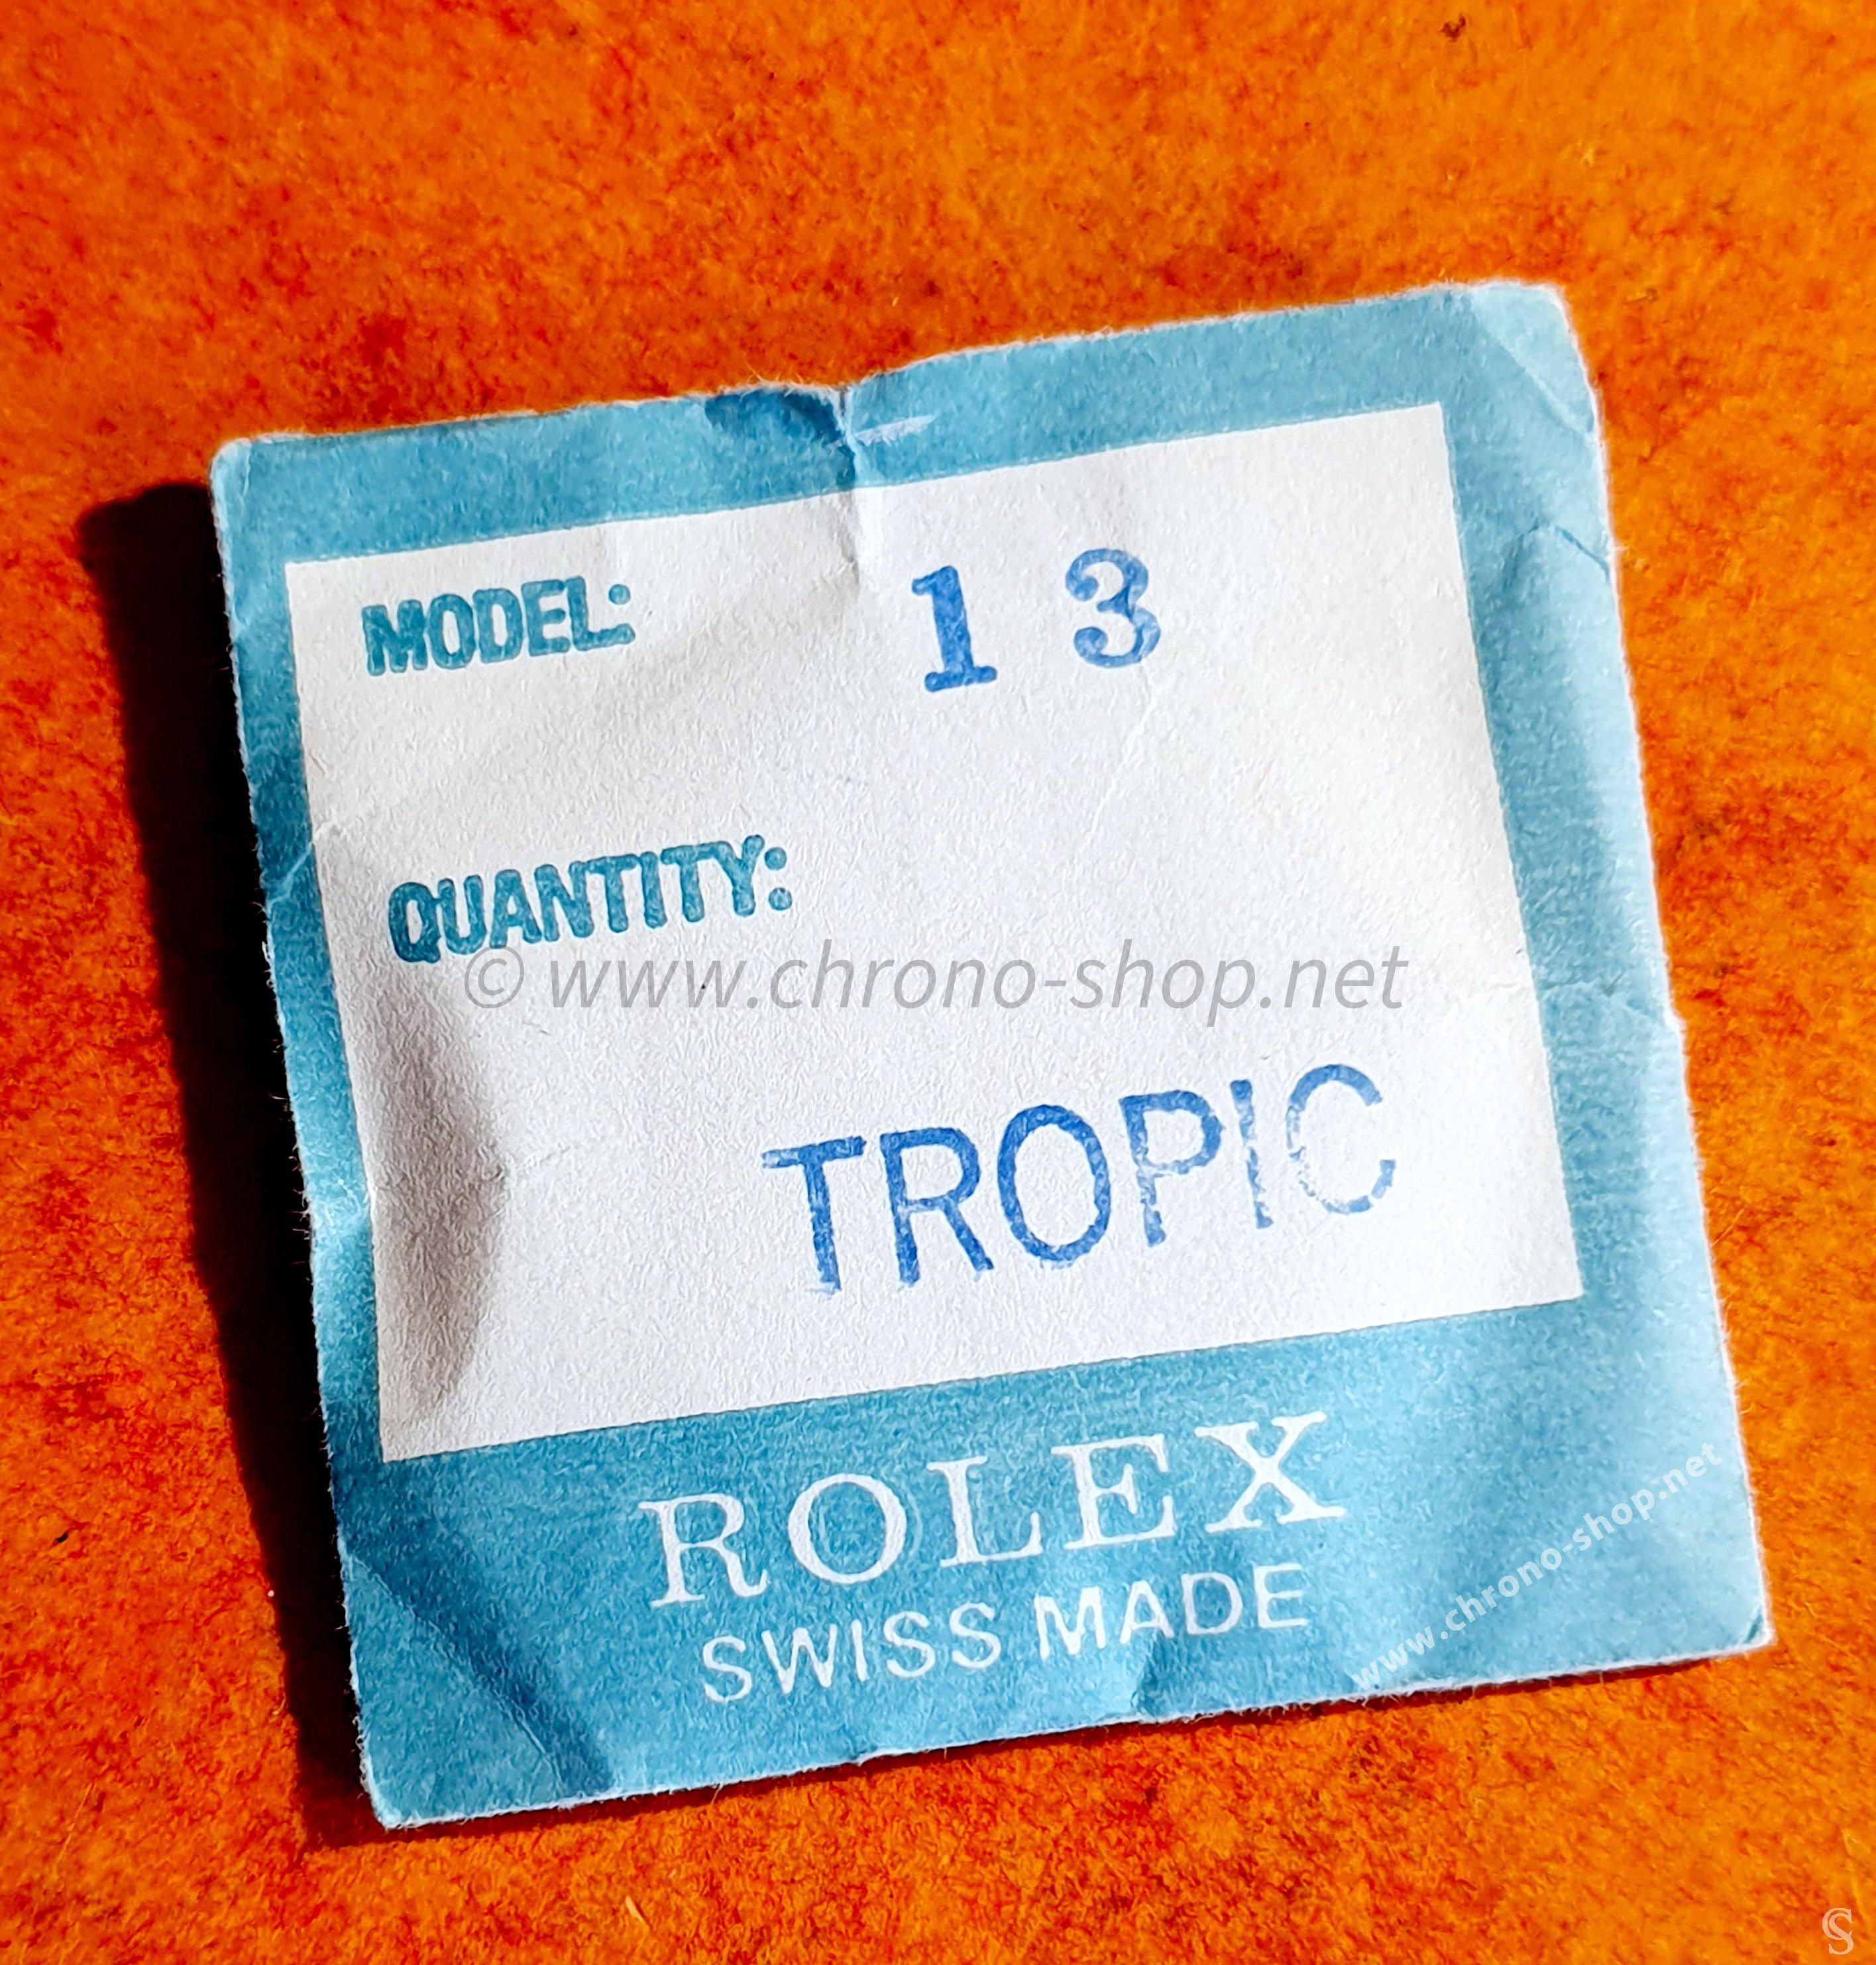 MODEL: 13
QUANTITY:
© www.chrono-shop.net
TROPIC
ROLEX
SWISS MADE
www.chrono-shop.net